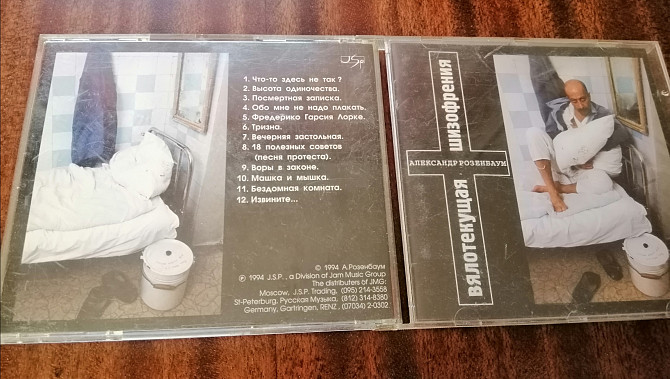 JSP
1. Что-то здесь не так?
2. Высота одиночества.
3. Посмертная записка.
4. Обо мне не надо плакать.
5. Фредерико Гарсия Лорке.
6. Тризна.
7. Вечерняя застольная.
8. 18 полезных советов
(песня протеста).
9. Воры в законе.
10. Машка и мышка.
11. Бездомная комната.
12. Извините...
© 1994 А.Розенбаум
℗ 1994 J.S.P., a Division of Jam Music Group
The distributers of JMG:
Moscow, J.S.P. Trading, (095) 214-3558
St-Peterburg, Русская Музыка, (812) 314-8380
Germany, Gartringen, RENZ, (07034) 2-0302
вялотекущая шизофрения
АЛЕКСАНДР РОЗЕНБАУМ